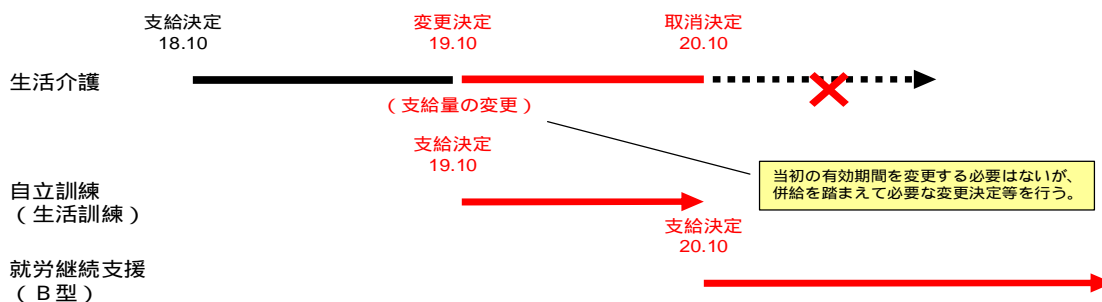 支給決定
18.10
変更決定
19.10
取消決定
20.10
生活介護
(支給量の変更)
支給決定
19.10
当初の有効期間を変更する必要はないが、
併給を踏まえて必要な変更決定等を行う。
自立訓練
(生活訓練)
支給決定
20.10
就労継続支援
(B型)